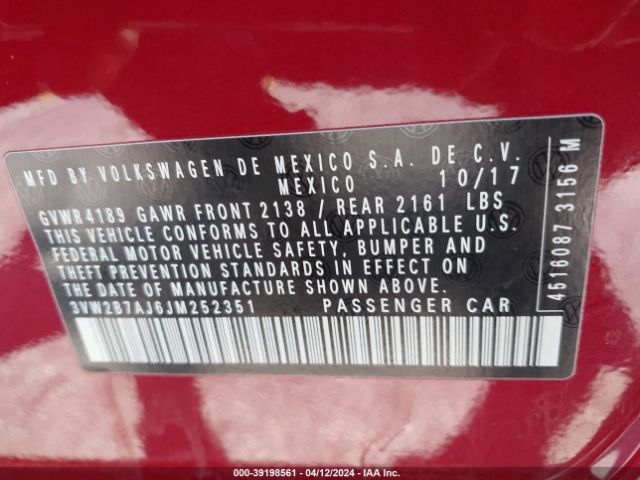 MFD BY VOLKSWAGEN DE MEXICO S.A. DE C.V.
MEXICO 10/17
GVWR4189 GAWR FRONT 2138 / REAR 2161 LBS
THIS VEHICLE CONFORMS TO ALL APPLICABLE U.S.
FEDERAL MOTOR VEHICLE SAFETY, BUMPER AND
THEFT PREVENTION STANDARDS IN EFFECT ON
THE DATE OF MANUFACTURE SHOWN ABOVE.
3VW2B7AJ6JM252351 PASSENGER CAR
4516087 3156 M
000-39198561 | 04/12/2024 | IAA Inc.